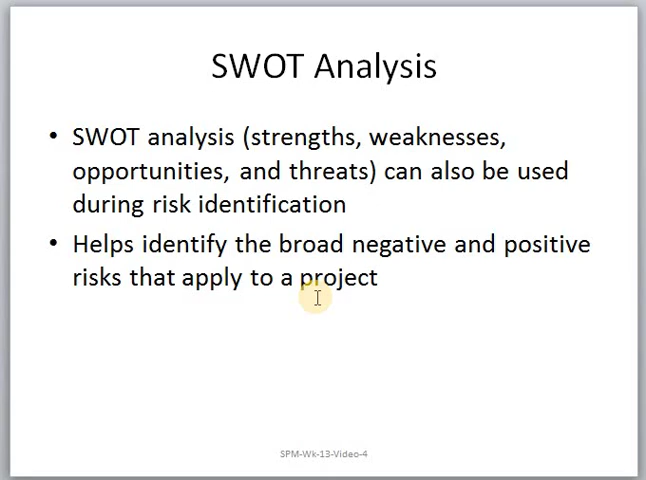 SWOT Analysis
• SWOT analysis (strengths, weaknesses,
opportunities, and threats) can also be used
during risk identification
• Helps identify the broad negative and positive
risks that apply to a project
SPM-Wk-13-Video-4